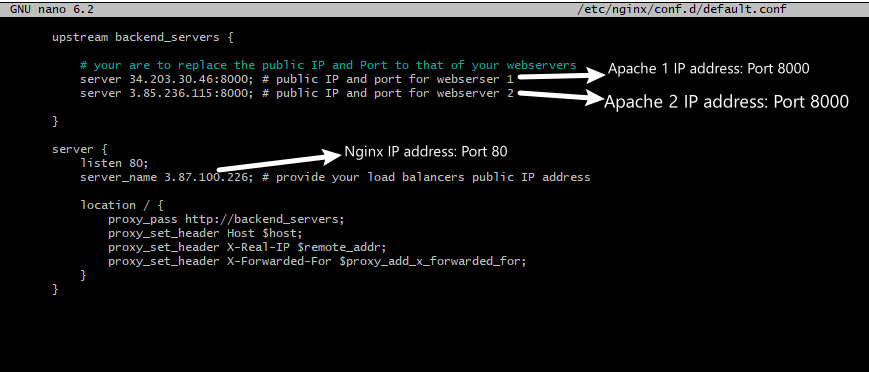 GNU nano 6.2 /etc/nginx/conf.d/default.conf
upstream backend_servers {
# your are to replace the public IP and Port to that of your webservers
server 34.203.30.46:8000; # public IP and port for webserser 1
Apache 1 IP address: Port 8000
server 3.85.236.115:8000; # public IP and port for webserver 2
Apache 2 IP address: Port 8000
}
server {
listen 80;
Nginx IP address: Port 80
server_name 3.87.100.226; # provide your load balancers public IP address
location / {
proxy_pass http://backend_servers;
proxy_set_header Host $host;
proxy_set_header X-Real-IP $remote_addr;
proxy_set_header X-Forwarded-For $proxy_add_x_forwarded_for;
}
}